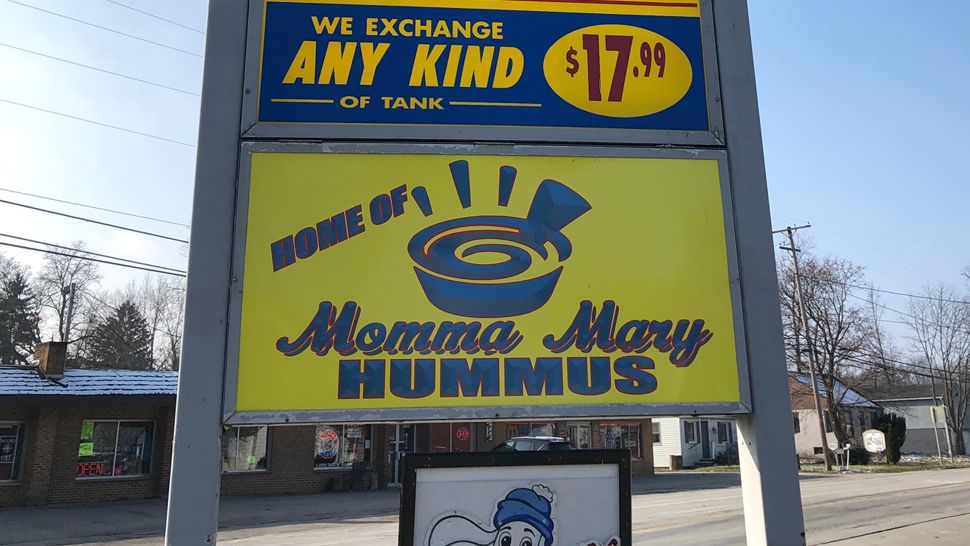 WE EXCHANGE
ANY KIND
OF TANK
$17.99
HOME OF
Momma Mary
HUMMUS
OPEN